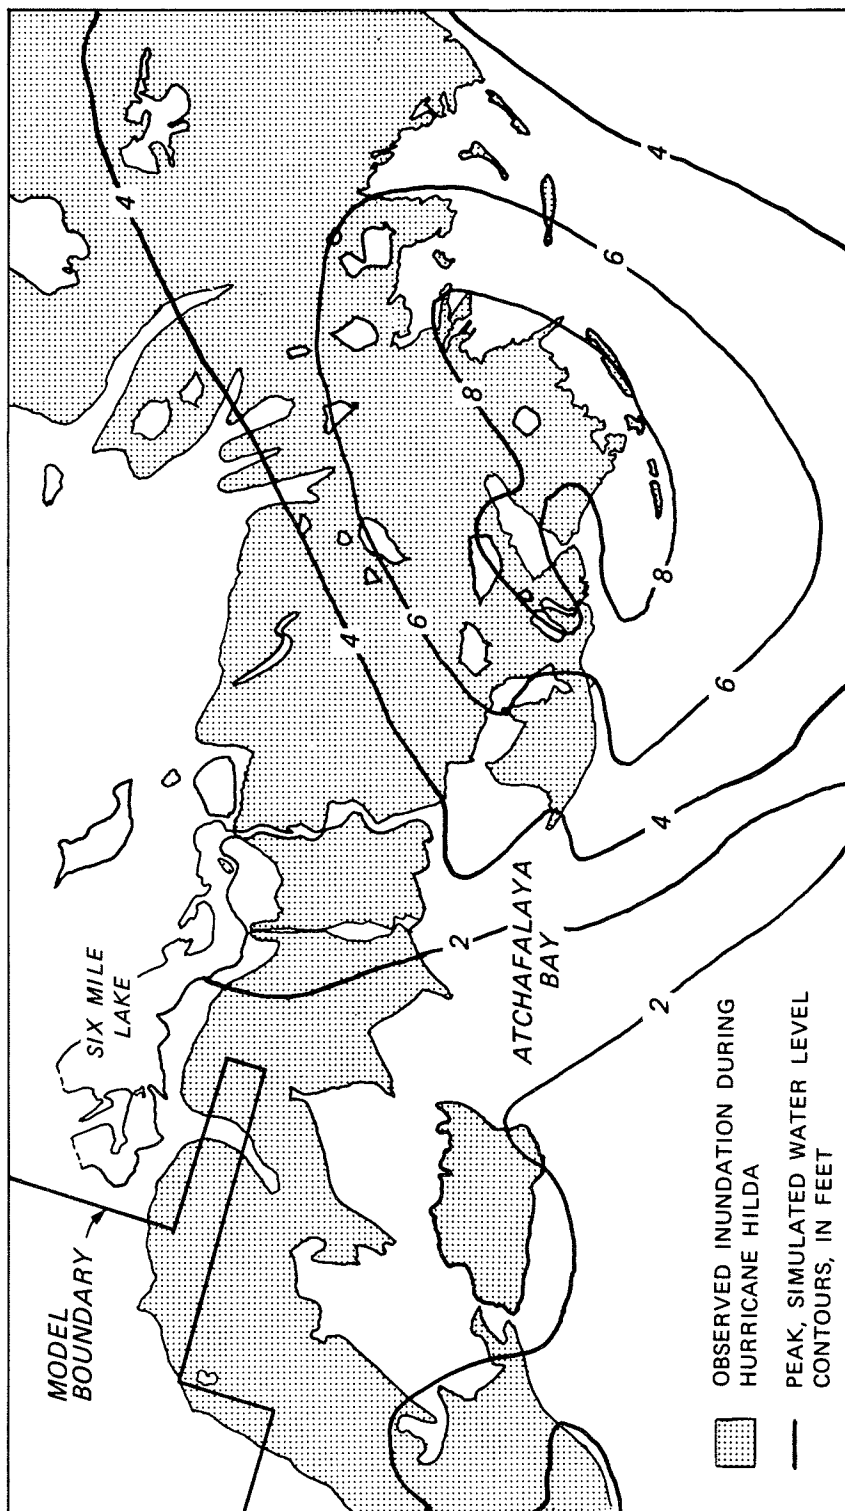 MODEL
BOUNDARY
SIX MILE
LAKE
ATCHAFALAYA
BAY
4
4
4
4
6
6
6
8
8
2
2
OBSERVED INUNDATION DURING
HURRICANE HILDA
PEAK, SIMULATED WATER LEVEL
CONTOURS, IN FEET